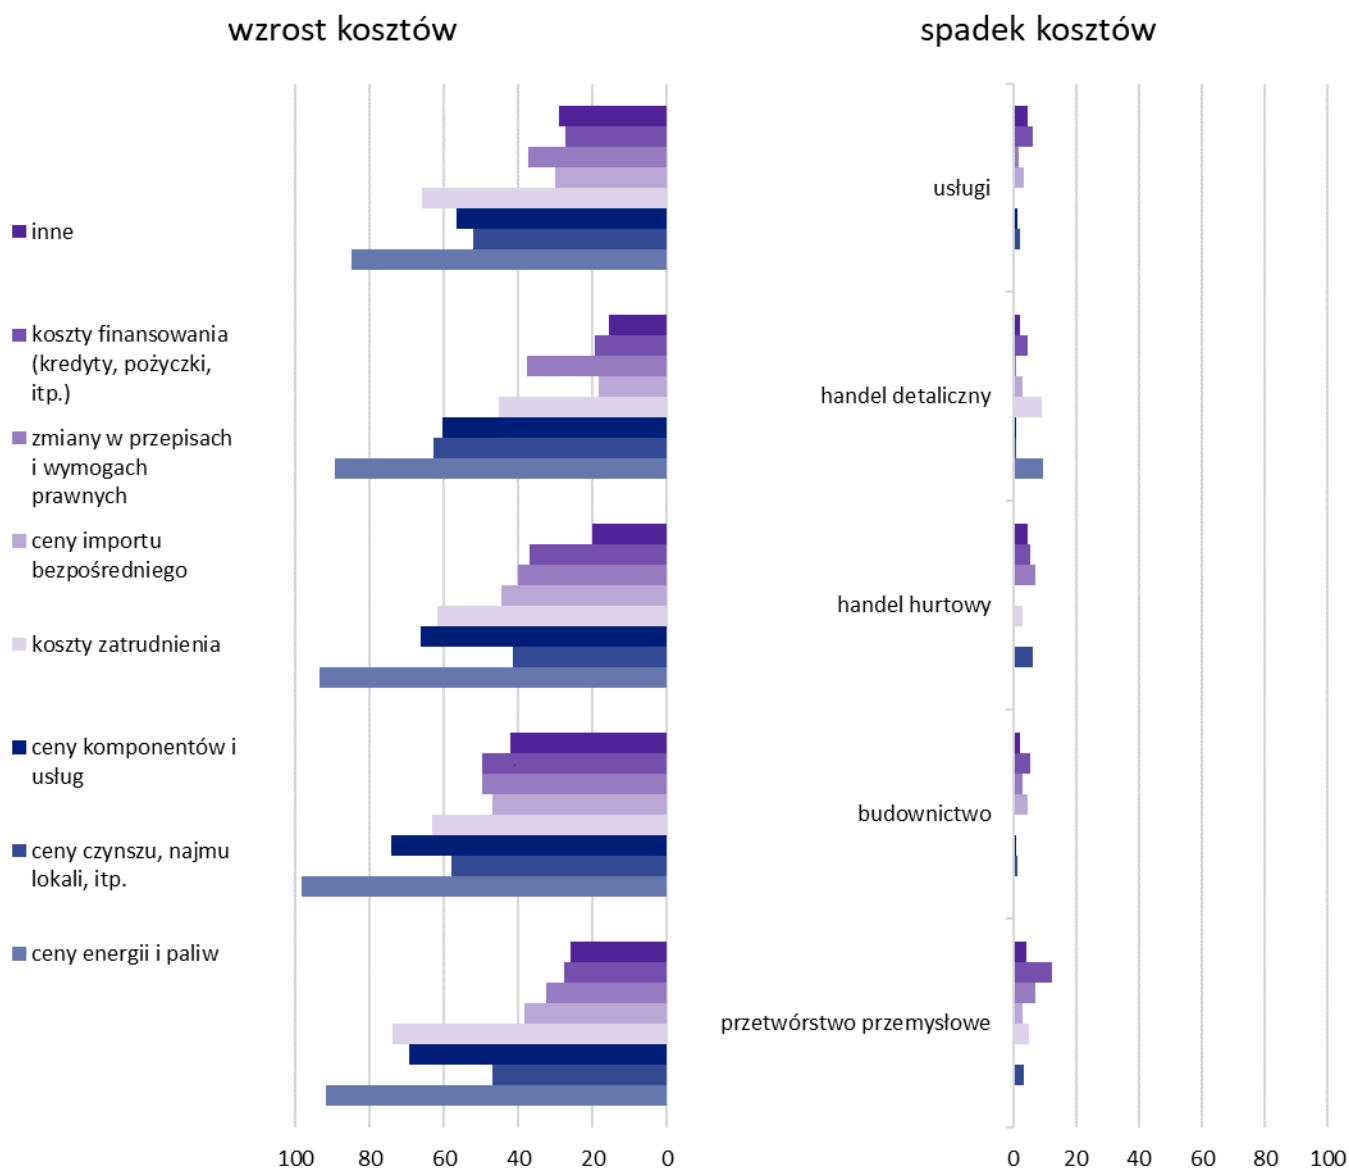 wzrost kosztów
spadek kosztów
inne
koszty finansowania
(kredyty, pożyczki,
itp.)
zmiany w przepisach
i wymogach
prawnych
ceny importu
bezpośredniego
koszty zatrudnienia
ceny komponentów i
usług
ceny czynszu, najmu
lokali, itp.
ceny energii i paliw
100 80 60 40 20 0
usługi
handel detaliczny
handel hurtowy
budownictwo
przetwórstwo przemysłowe
0 20 40 60 80 100